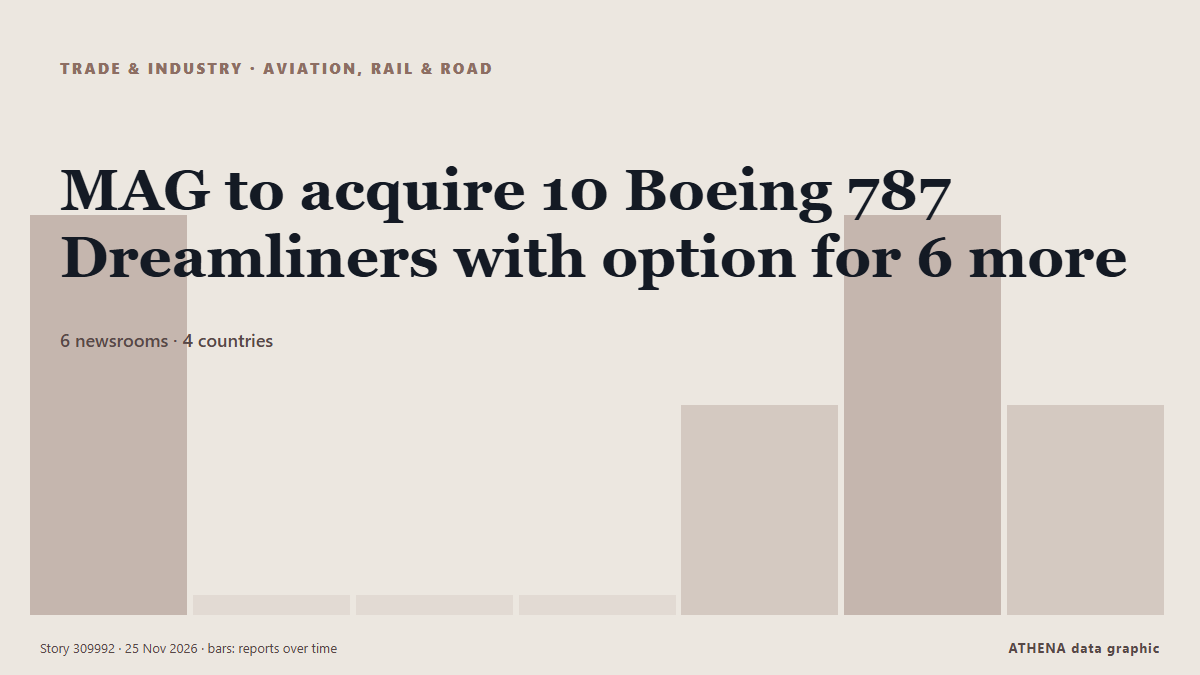 TRADE & INDUSTRY · AVIATION, RAIL & ROAD
MAG to acquire 10 Boeing 787
Dreamliners with option for 6 more
6 newsrooms · 4 countries
Story 309992 · 25 Nov 2026 · bars: reports over time
ATHENA data graphic